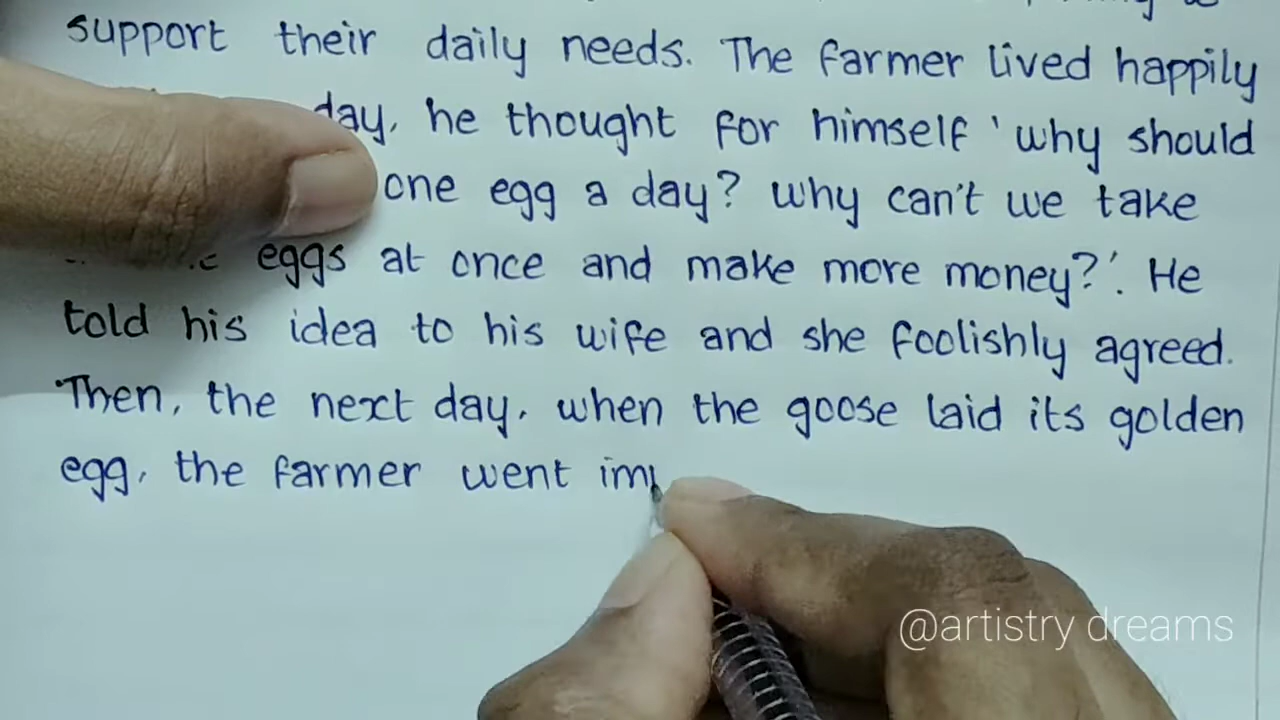 support their daily needs. The farmer lived happily
day, he thought for himself 'why should
one egg a day? Why can't we take
eggs at once and make more money?'. He
told his idea to his wife and she foolishly agreed.
Then, the next day, when the goose laid its golden
egg, the farmer went im
@artistry dreams